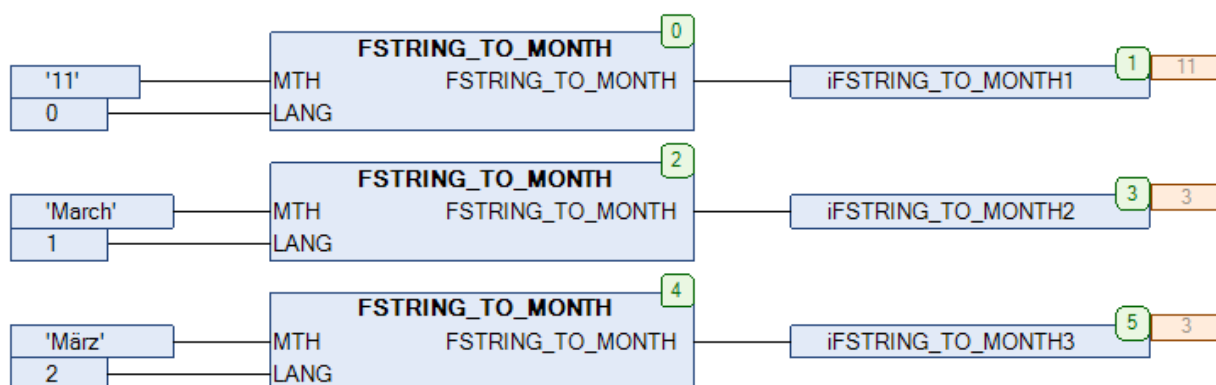 0
FSTRING_TO_MONTH
'11' MTH FSTRING_TO_MONTH iFSTRING_TO_MONTH1 1 11
0 LANG
2
FSTRING_TO_MONTH
'March' MTH FSTRING_TO_MONTH iFSTRING_TO_MONTH2 3 3
1 LANG
4
FSTRING_TO_MONTH
'März' MTH FSTRING_TO_MONTH iFSTRING_TO_MONTH3 5 3
2 LANG